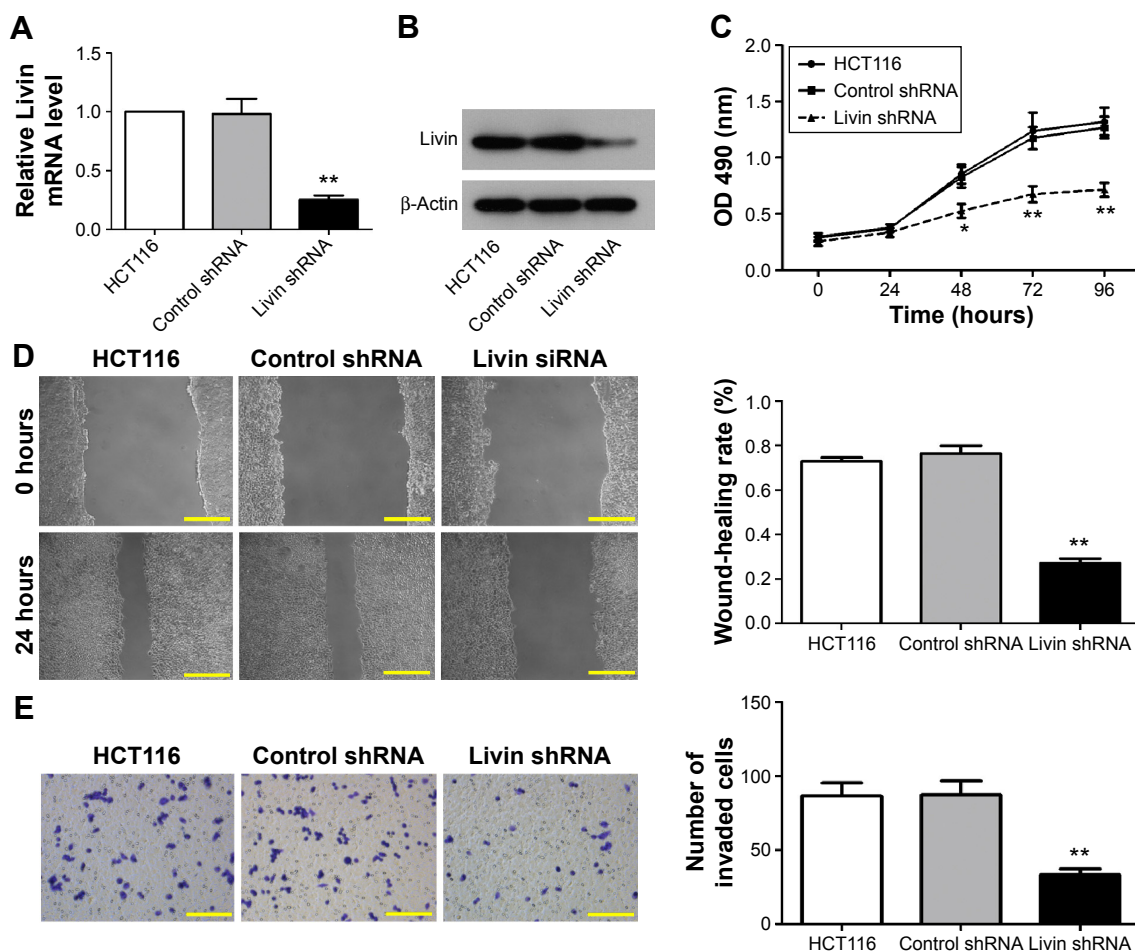 A
Relative Livin
mRNA level
1.5
1.0
0.5
0.0
**
HCT116
Control shRNA
Livin shRNA
B
Livin
β-Actin
HCT116
Control shRNA
Livin shRNA
C
OD 490 (nm)
2.0
1.5
1.0
0.5
0.0
HCT116
Control shRNA
Livin shRNA
*
**
**
0 24 48 72 96
Time (hours)
D
HCT116 Control shRNA Livin siRNA
0 hours
24 hours
Wound-healing rate (%)
1.0
0.8
0.6
0.4
0.2
0.0
**
HCT116 Control shRNA Livin shRNA
E
HCT116 Control shRNA Livin shRNA
Number of
invaded cells
150
100
50
0
**
HCT116 Control shRNA Livin shRNA